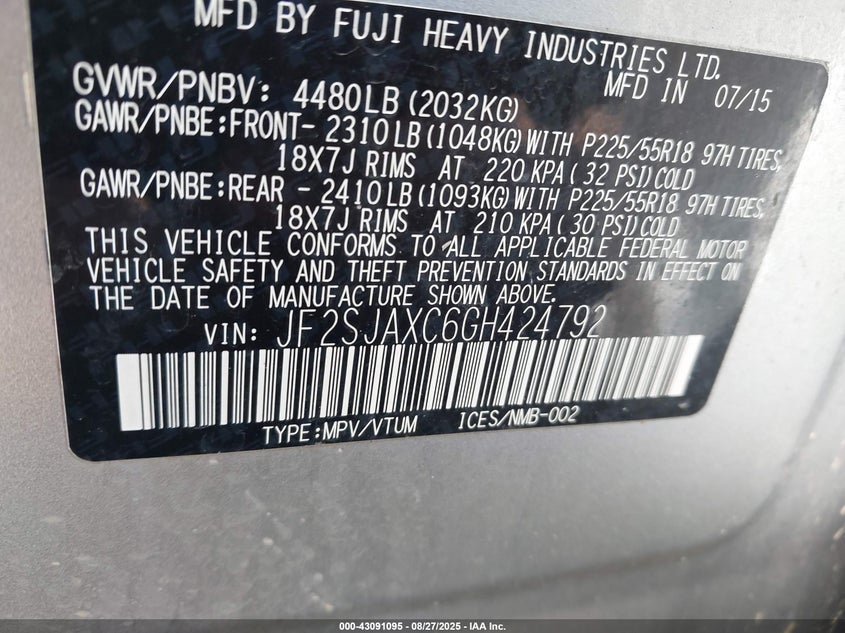 MFD BY FUJI HEAVY INDUSTRIES LTD.
MFD IN 07/15
GVWR/PNBV: 4480LB(2032KG)
GAWR/PNBE:FRONT-2310LB(1048KG)WITH P225/55R18 97H TIRES,
18X7J RIMS AT 220 KPA(32 PSI)COLD
GAWR/PNBE:REAR -2410LB(1093KG)WITH P225/55R18 97H TIRES,
18X7J RIMS AT 210 KPA(30 PSI)COLD
THIS VEHICLE CONFORMS TO ALL APPLICABLE FEDERAL MOTOR
VEHICLE SAFETY AND THEFT PREVENTION STANDARDS IN EFFECT ON
THE DATE OF MANUFACTURE SHOWN ABOVE.
VIN: JF2SJAXC6GH424792
TYPE:MPV/VTUM ICES/NMB-002
000-43091095 - 08/27/2025 - IAA Inc.